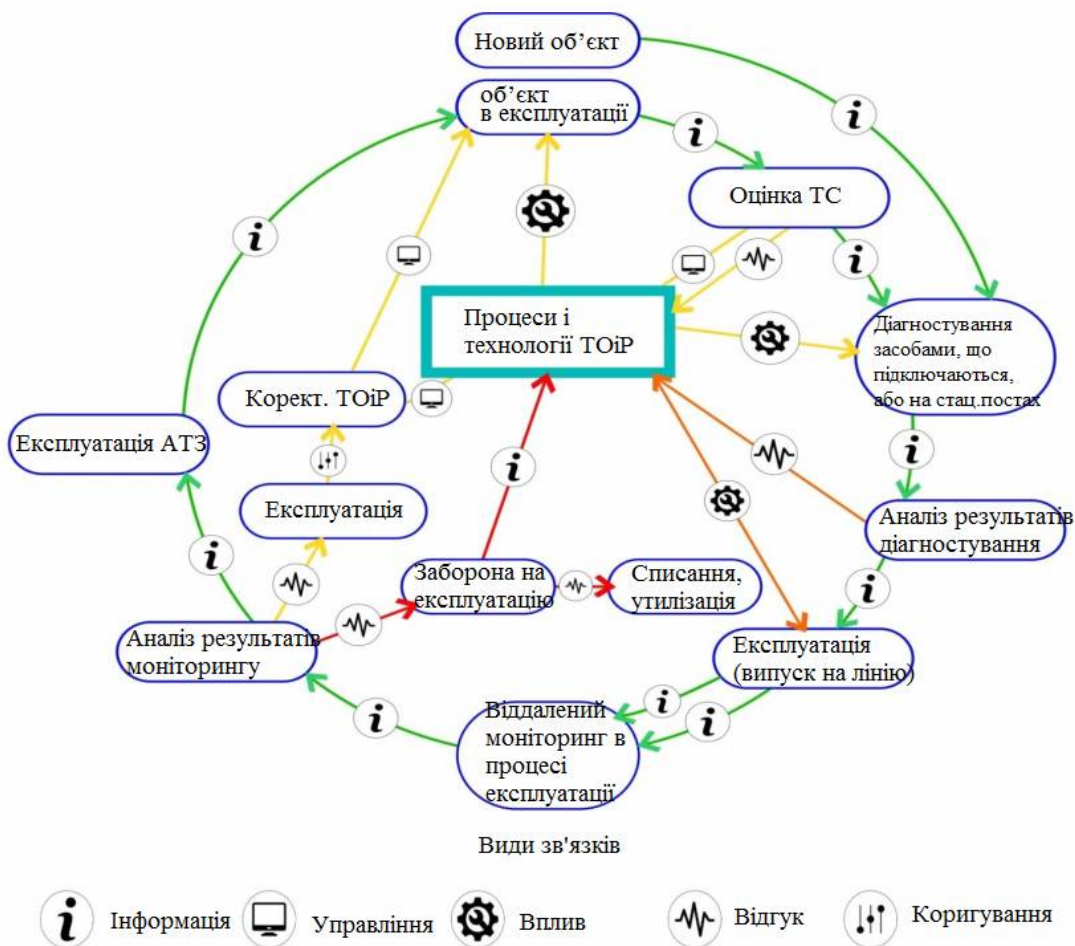 Новий об’єкт
об’єкт
в експлуатації
Оцінка ТС
Процеси і
технології ТОіР
Діагностування
засобами, що
підключаються,
або на стац.постах
Корект. ТОіР
Експлуатація АТЗ
Експлуатація
Аналіз результатів
діагностування
Заборона на
експлуатацію
Списання,
утилізація
Аналіз результатів
моніторингу
Експлуатація
(випуск на лінію)
Віддалений
моніторинг в
процесі
експлуатації
Види зв'язків
Інформація
Управління
Вплив
Відгук
Коригування